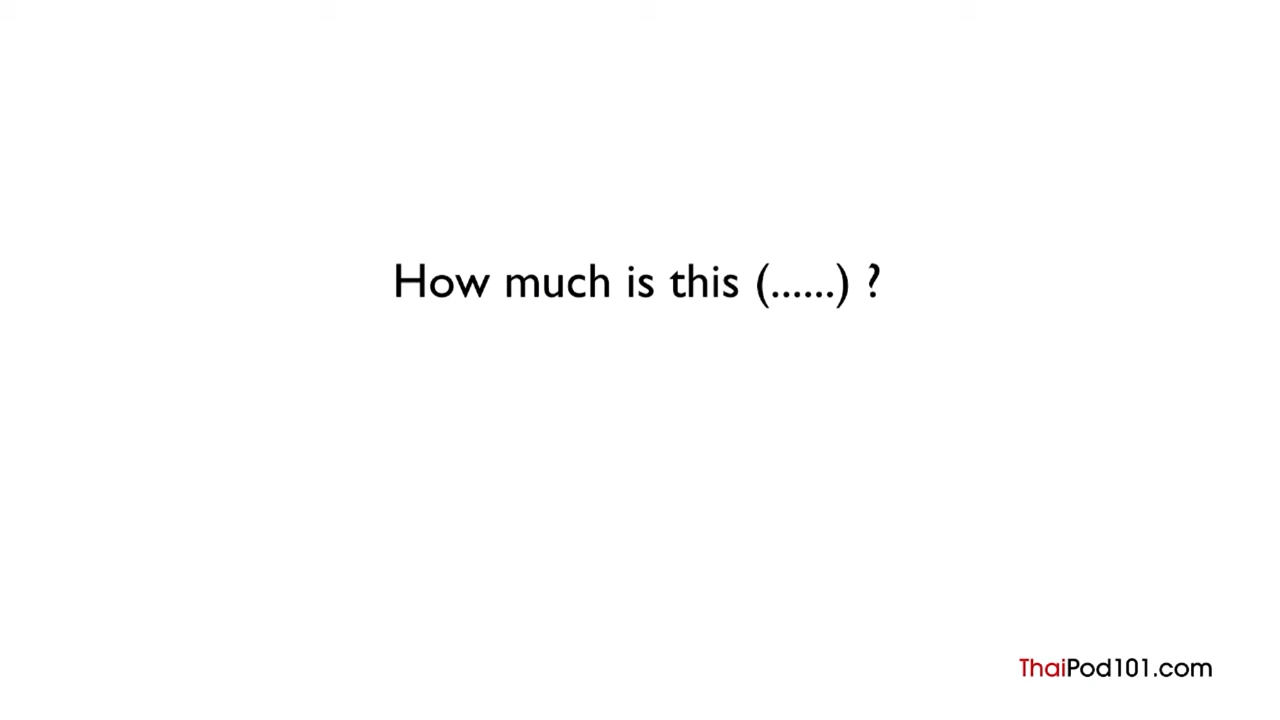 How much is this (......) ?
ThaiPod101.com